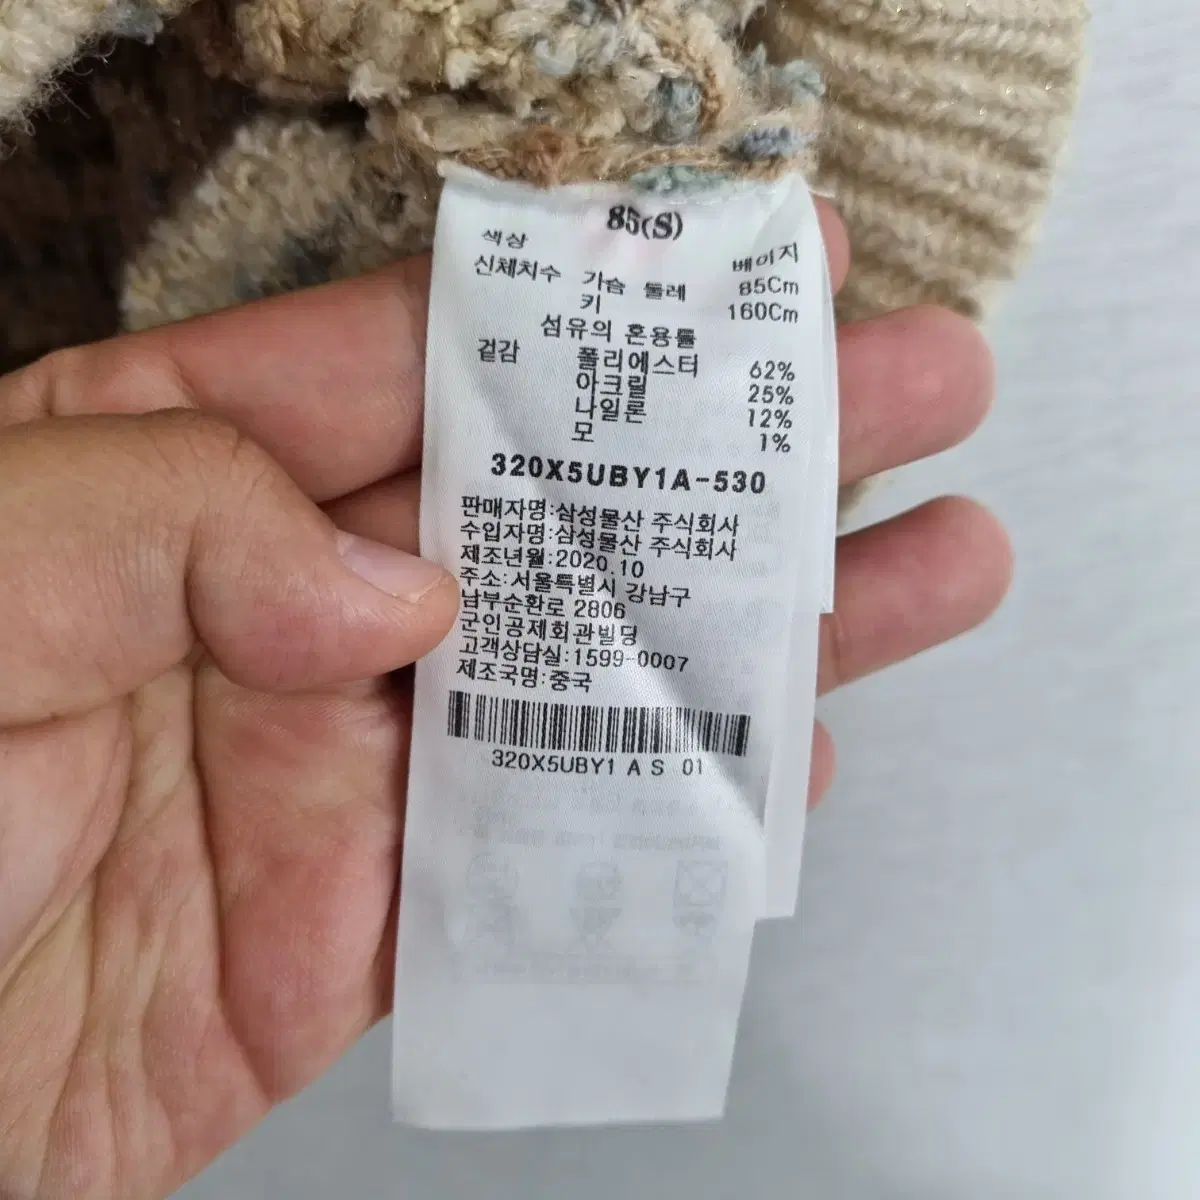 85(S)
색상 베이지
신체치수 가슴 둘레 85Cm
키 160Cm
섬유의 혼용률
겉감 폴리에스터 62%
아크릴 25%
나일론 12%
모 1%
320X5UBY1A-530
판매자명:삼성물산 주식회사
수입자명:삼성물산 주식회사
제조년월:2020.10
주소:서울특별시 강남구
남부순환로 2806
군인공제회관빌딩
고객상담실:1599-0007
제조국명:중국
320X5UBY1 A S 01